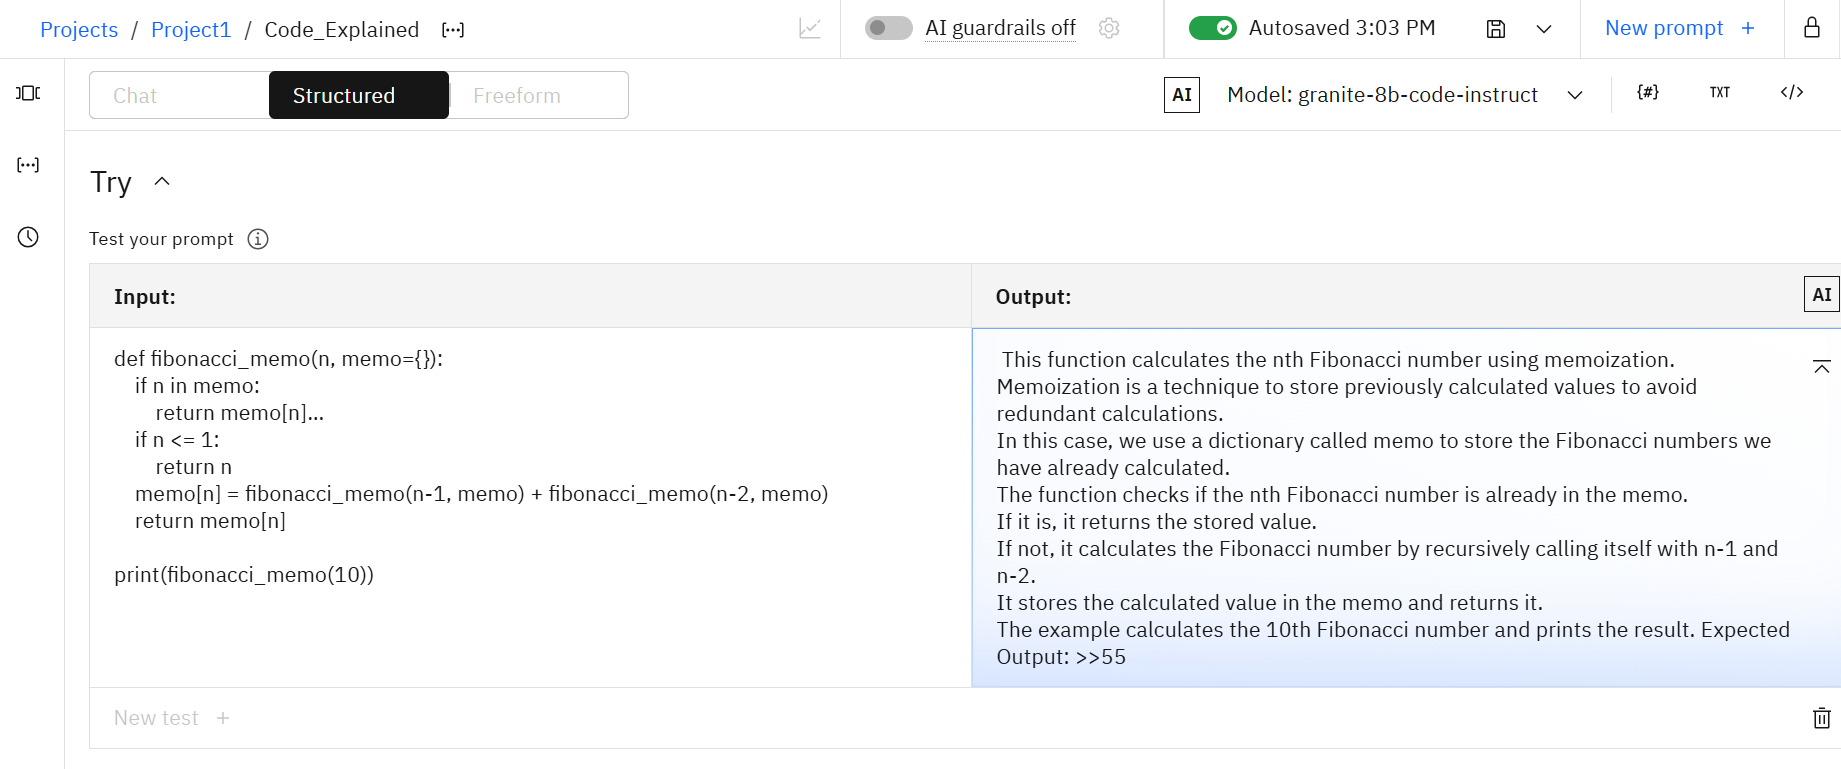 Projects / Project1 / Code_Explained [···]
AI guardrails off
Autosaved 3:03 PM
New prompt +
Chat
Structured
Freeform
AI
Model: granite-8b-code-instruct
{#}
TXT
</>
[···]
Try
Test your prompt
Input:
Output:
AI
def fibonacci_memo(n, memo={}):
    if n in memo:
        return memo[n]...
    if n <= 1:
        return n
    memo[n] = fibonacci_memo(n-1, memo) + fibonacci_memo(n-2, memo)
    return memo[n]
print(fibonacci_memo(10))
This function calculates the nth Fibonacci number using memoization.
Memoization is a technique to store previously calculated values to avoid
redundant calculations.
In this case, we use a dictionary called memo to store the Fibonacci numbers we
have already calculated.
The function checks if the nth Fibonacci number is already in the memo.
If it is, it returns the stored value.
If not, it calculates the Fibonacci number by recursively calling itself with n-1 and
n-2.
It stores the calculated value in the memo and returns it.
The example calculates the 10th Fibonacci number and prints the result. Expected
Output: >>55
New test +